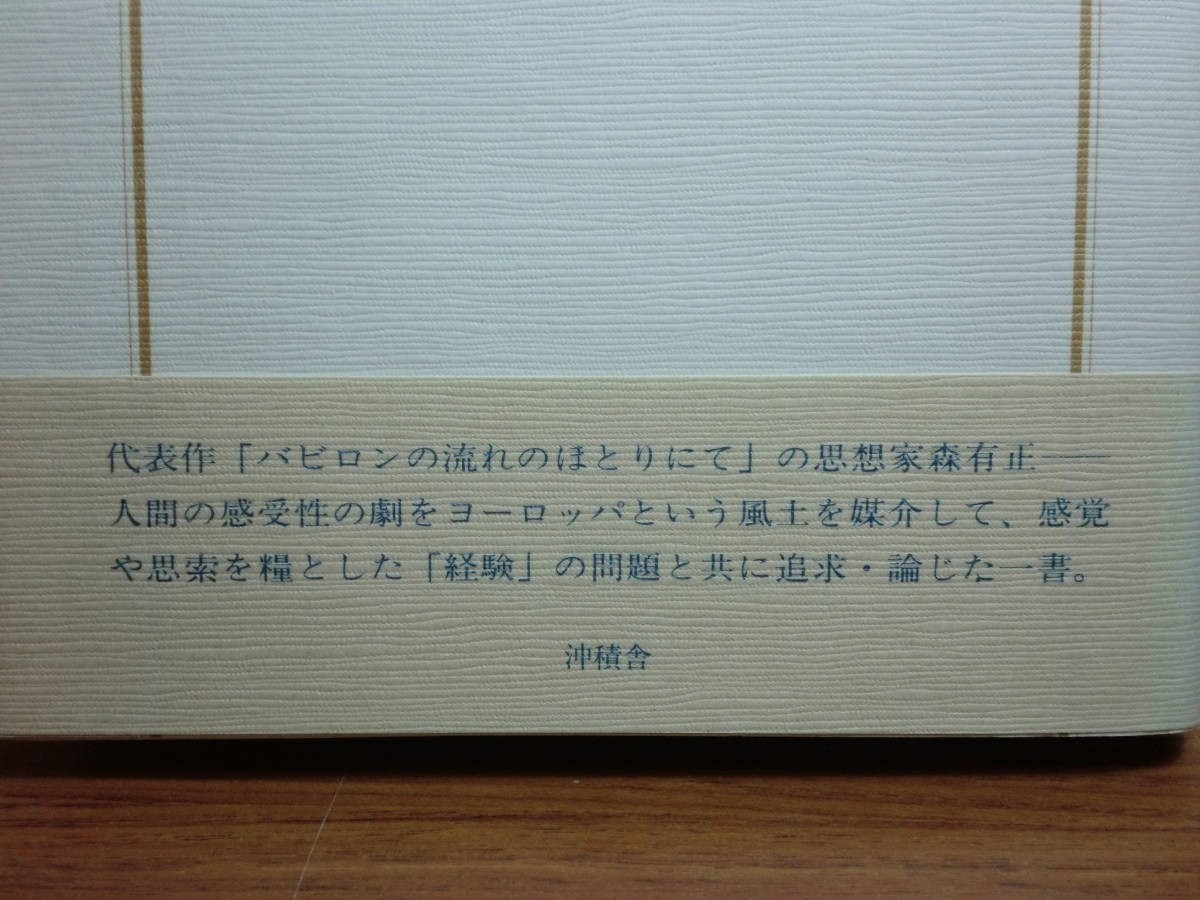 代表作「バビロンの流れのほとりにて」の思想家森有正――
人間の感受性の劇をヨーロッパという風土を媒介して、感覚
や思索を糧とした「経験」の問題と共に追求・論じた一書。
沖積舎